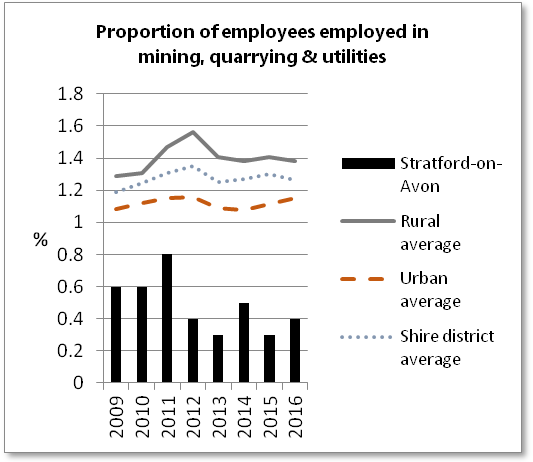 Proportion of employees employed in
mining, quarrying & utilities
1.8
1.6
1.4
1.2
1
0.8
0.6
0.4
0.2
0
%
2009
2010
2011
2012
2013
2014
2015
2016
Stratford-on-
Avon
Rural
average
Urban
average
Shire district
average